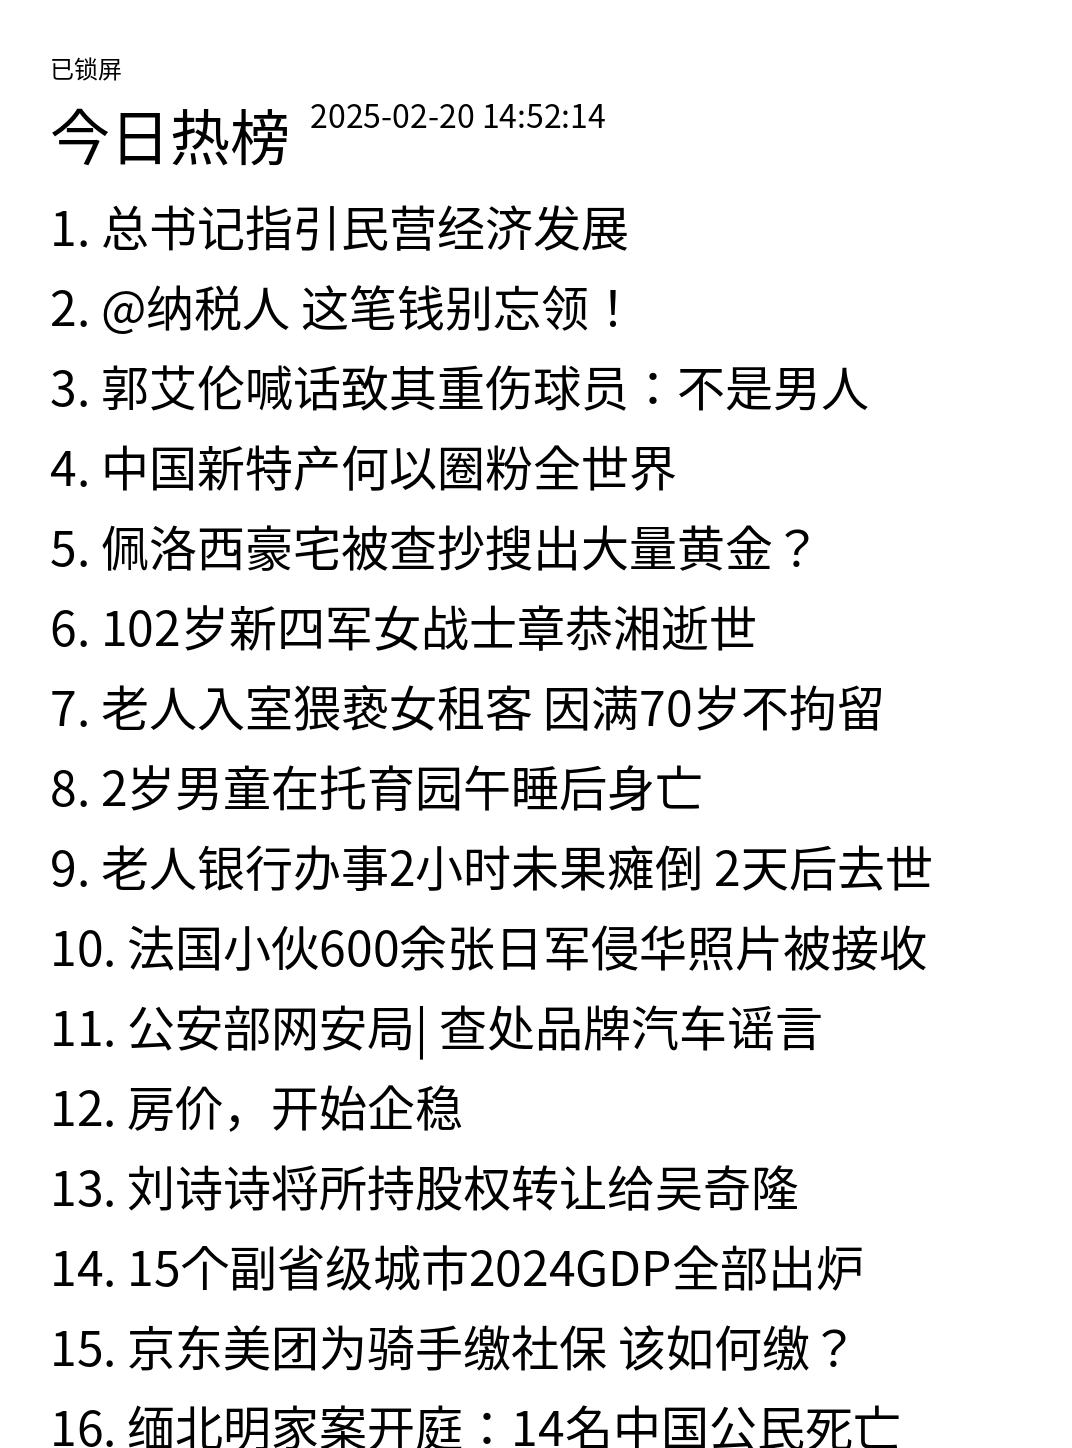 已锁屏
今日热榜 2025-02-20 14:52:14
1. 总书记指引民营经济发展
2. @纳税人 这笔钱别忘领！
3. 郭艾伦喊话致其重伤球员：不是男人
4. 中国新特产何以圈粉全世界
5. 佩洛西豪宅被查抄搜出大量黄金？
6. 102岁新四军女战士章恭湘逝世
7. 老人入室猥亵女租客 因满70岁不拘留
8. 2岁男童在托育园午睡后身亡
9. 老人银行办事2小时未果瘫倒 2天后去世
10. 法国小伙600余张日军侵华照片被接收
11. 公安部网安局| 查处品牌汽车谣言
12. 房价，开始企稳
13. 刘诗诗将所持股权转让给吴奇隆
14. 15个副省级城市2024GDP全部出炉
15. 京东美团为骑手缴社保 该如何缴？
16. 缅北明家案开庭：14名中国公民死亡